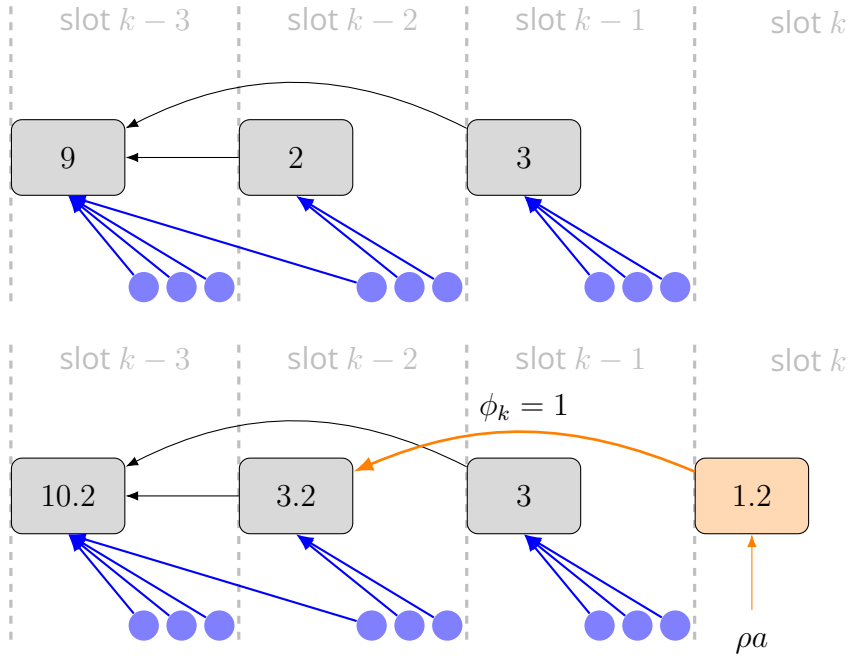 slot k − 3 slot k − 2 slot k − 1 slot k
9 2 3
slot k − 3 slot k − 2 slot k − 1 slot k
ϕₖ = 1
10.2 3.2 3 1.2
ρa